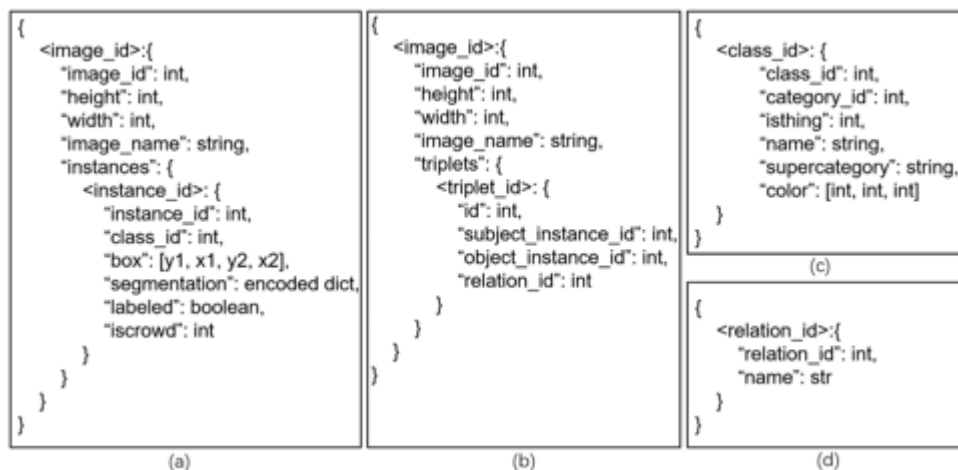 {
<image_id>:{
“image_id”: int,
“height”: int,
“width”: int,
“image_name”: string,
“instances”: {
<instance_id>: {
“instance_id”: int,
“class_id”: int,
“box”: [y1, x1, y2, x2],
“segmentation”: encoded dict,
“labeled”: boolean,
“iscrowd”: int
}
}
}
}
(a)
{
<image_id>:{
“image_id”: int,
“height”: int,
“width”: int,
“image_name”: string,
“triplets”: {
<triplet_id>: {
“id”: int,
“subject_instance_id”: int,
“object_instance_id”: int,
“relation_id”: int
}
}
}
}
(b)
{
<class_id>: {
“class_id”: int,
“category_id”: int,
“isthing”: int,
“name”: string,
“supercategory”: string,
“color”: [int, int, int]
}
}
(c)
{
<relation_id>:{
“relation_id”: int,
“name”: str
}
}
(d)